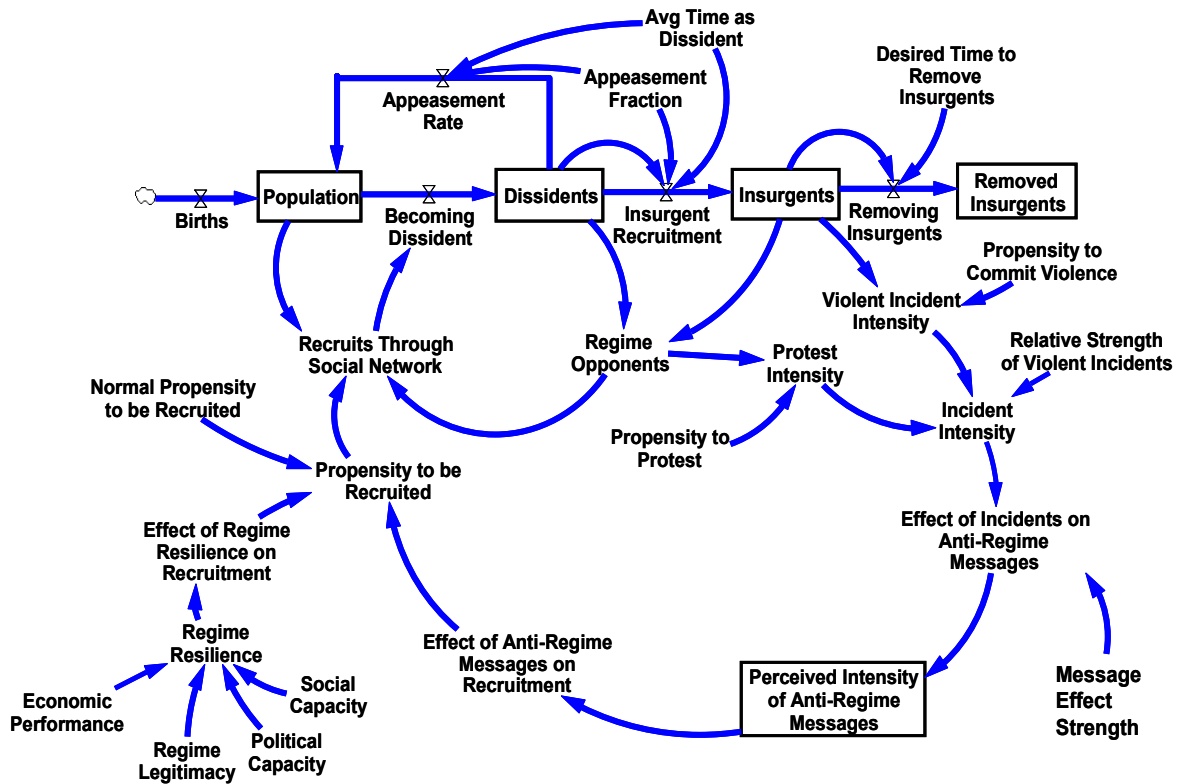 Avg Time as
Dissident
Desired Time to
Remove
Insurgents
Appeasement
Fraction
Appeasement
Rate
Population
Dissidents
Insurgents
Removed
Insurgents
Births
Becoming
Dissident
Insurgent
Recruitment
Removing
Insurgents
Propensity to
Commit Violence
Violent Incident
Intensity
Recruits Through
Social Network
Regime
Opponents
Protest
Intensity
Relative Strength
of Violent Incidents
Normal Propensity
to be Recruited
Incident
Intensity
Propensity to
Protest
Propensity to be
Recruited
Effect of Regime
Resilience on
Recruitment
Effect of Incidents on
Anti-Regime
Messages
Regime
Resilience
Effect of Anti-Regime
Messages on
Recruitment
Perceived Intensity
of Anti-Regime
Messages
Message
Effect
Strength
Economic
Performance
Social
Capacity
Regime
Legitimacy
Political
Capacity